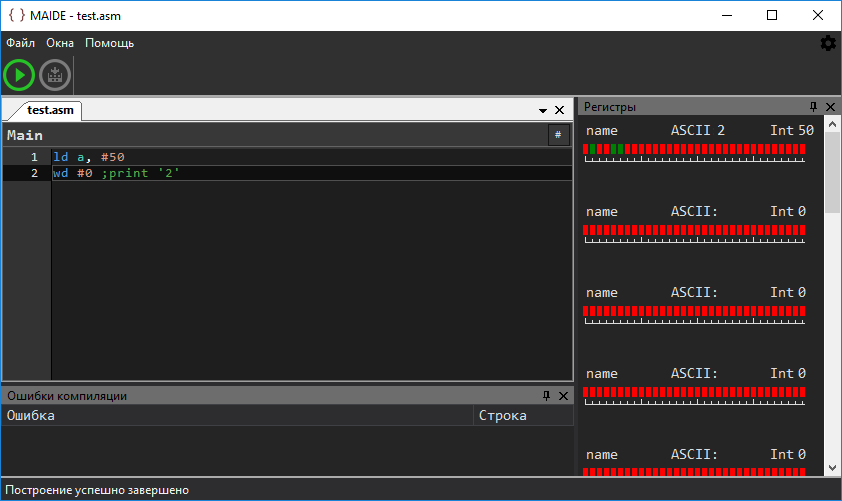 { } MAIDE - test.asm
Файл Окна Помощь
test.asm
Main #
1 ld a, #50
2 wd #0 ;print '2'
Регистры
name ASCII 2 Int 50
name ASCII: Int 0
name ASCII: Int 0
name ASCII: Int 0
name ASCII: Int 0
Ошибки компиляции
Ошибка Строка
Построение успешно завершено